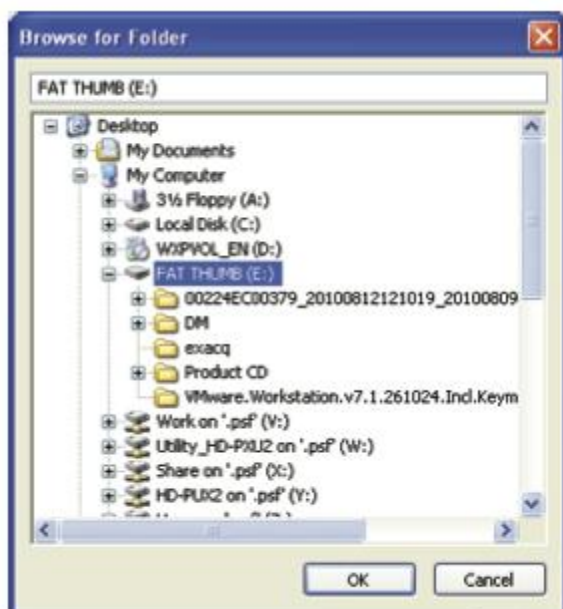 Browse for Folder
FAT THUMB (E:)
Desktop
My Documents
My Computer
3½ Floppy (A:)
Local Disk (C:)
WXPVOL_EN (D:)
FAT THUMB (E:)
00224EC00379_20100812121019_20100809
DM
exacq
Product CD
VMware.Workstation.v7.1.261024.Incl.Keym
Work on '.psf' (V:)
Utility_HD-PXU2 on '.psf' (W:)
Share on '.psf' (X:)
HD-PUX2 on '.psf' (Y:)
OK
Cancel